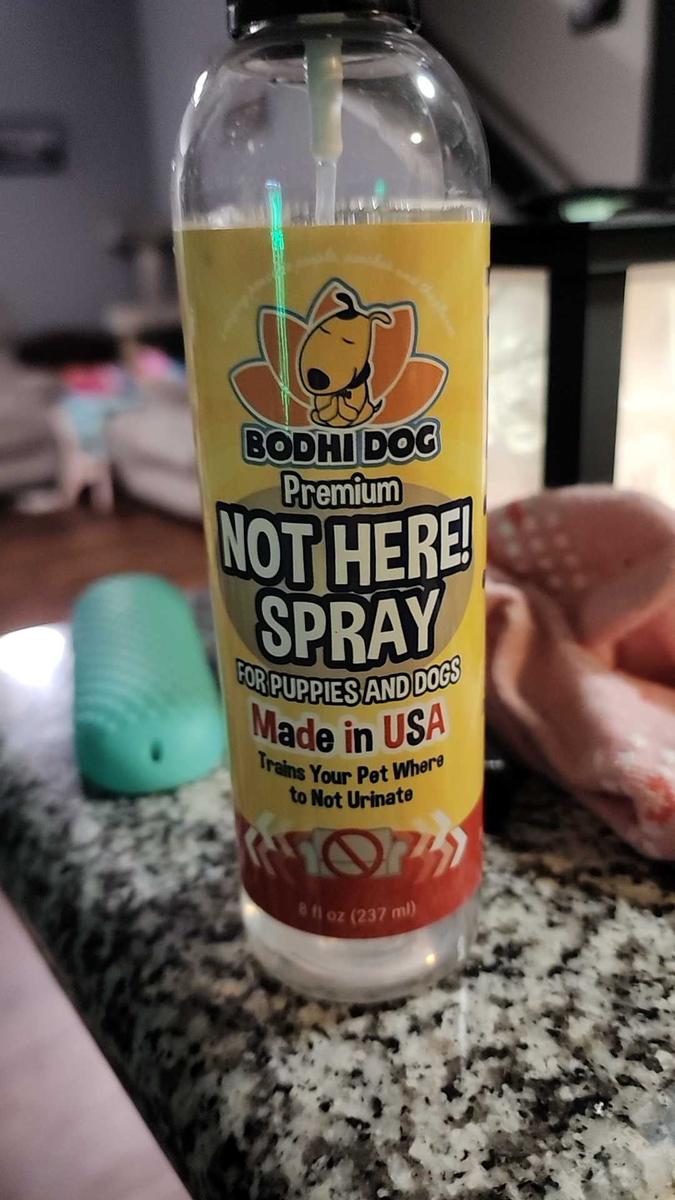 BODHI DOG
Premium
NOT HERE!
SPRAY
FOR PUPPIES AND DOGS
Made in USA
Trains Your Pet Where
to Not Urinate
8 fl oz (237 ml)